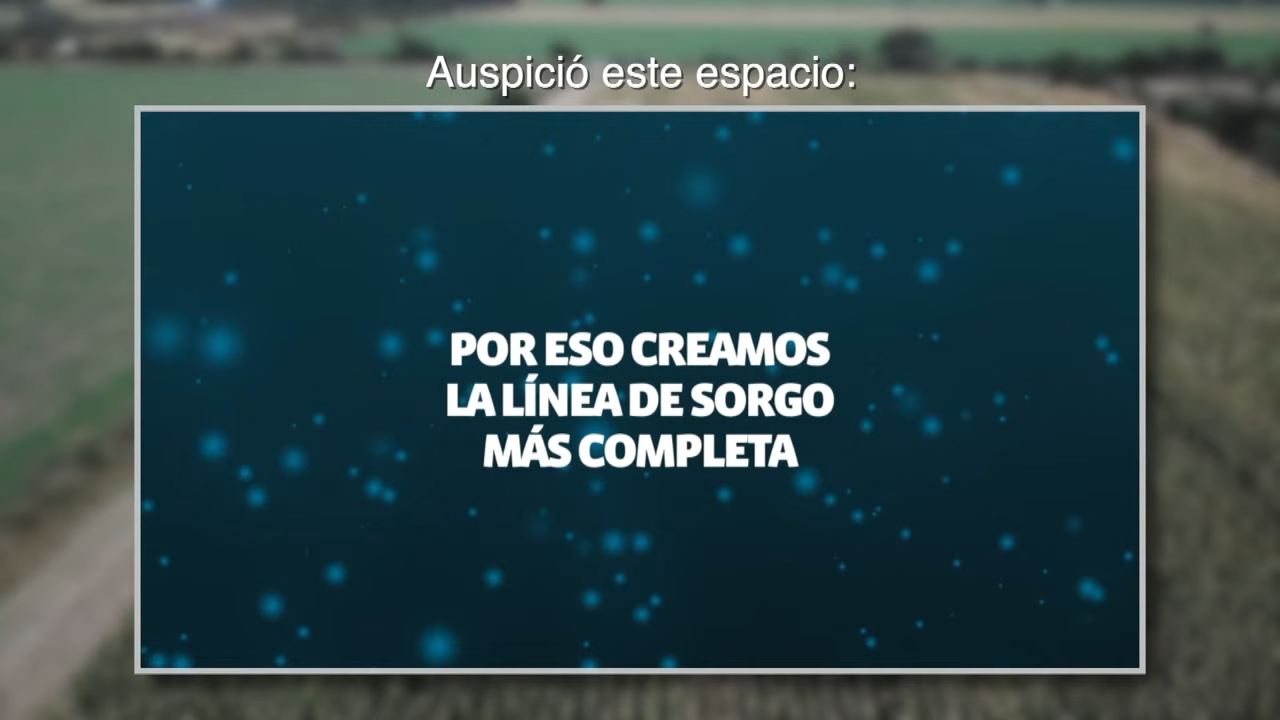 Auspició este espacio:
POR ESO CREAMOS
LA LÍNEA DE SORGO
MÁS COMPLETA